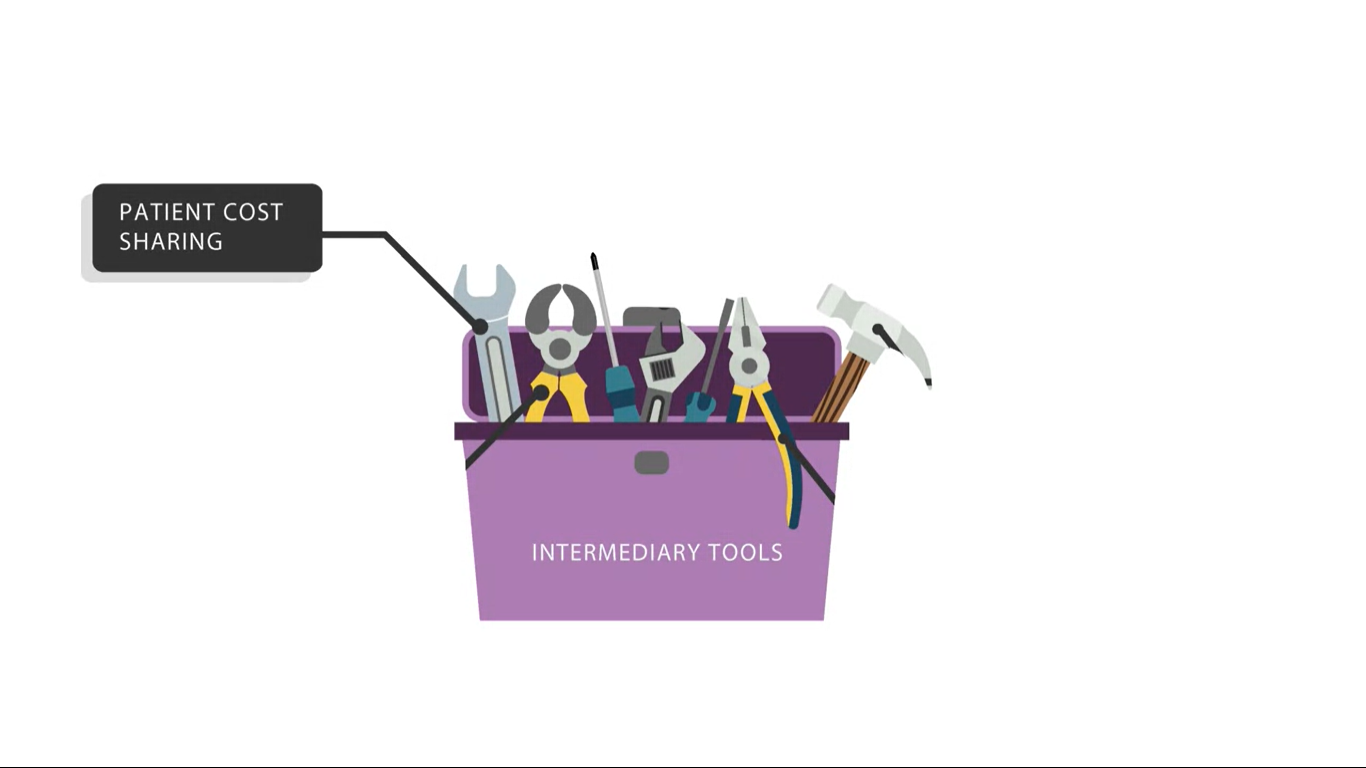 PATIENT COST
SHARING
INTERMEDIARY TOOLS